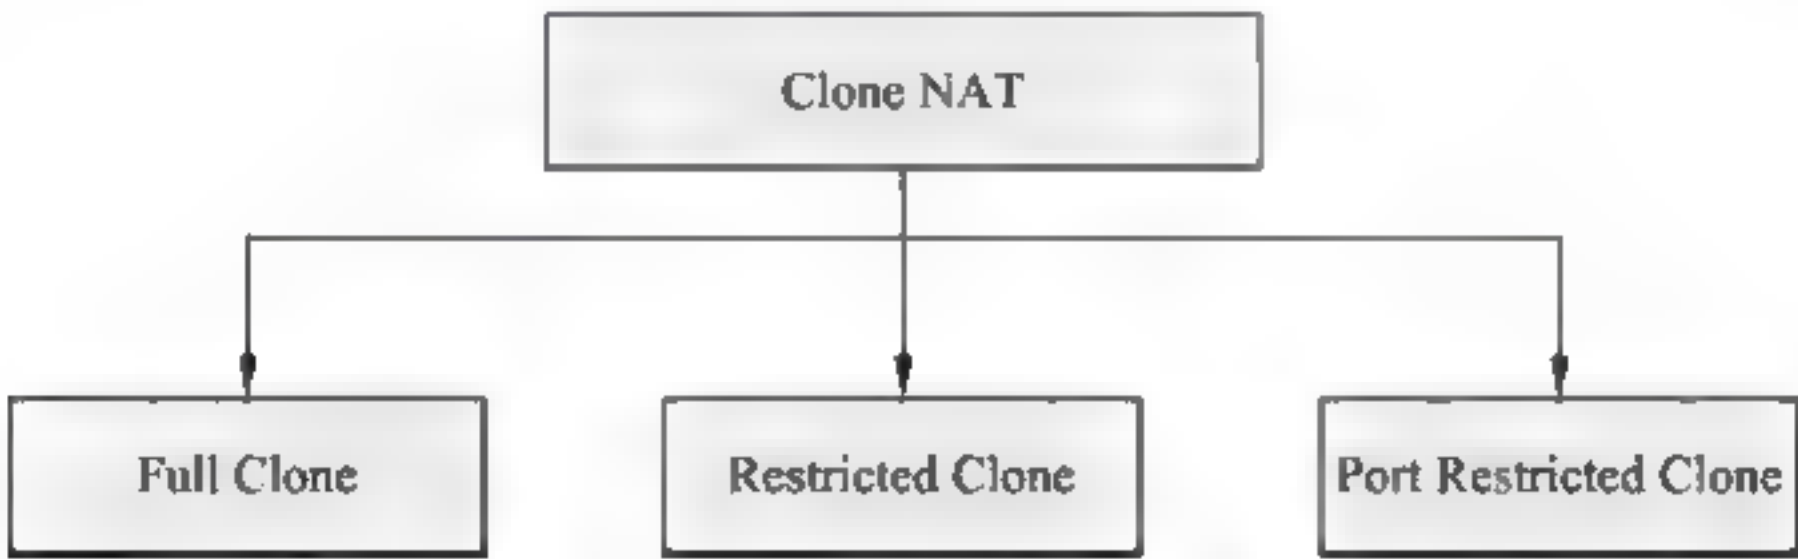 Clone NAT
Full Clone
Restricted Clone
Port Restricted Clone